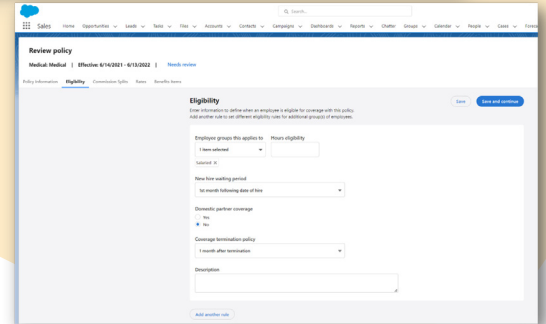 Search...
Sales Home Opportunities Leads Tasks Files Accounts Contacts Campaigns Dashboards Reports Chatter Groups Calendar People Cases Foreca
Review policy
Medical: Medical | Effective: 6/14/2021 - 6/13/2022 | Needs review
Policy Information Eligibility Commission Splits Rates Benefits Items
Eligibility
Save Save and continue
Enter information to define when an employee is eligible for coverage with this policy.
Add another rule to set different eligibility rules for additional group(s) of employees.
Employee groups this applies to Hours eligibility
1 item selected
Salaried X
New hire waiting period
1st month following date of hire
Domestic partner coverage
Yes
No
Coverage termination policy
1 month after termination
Description
Add another rule